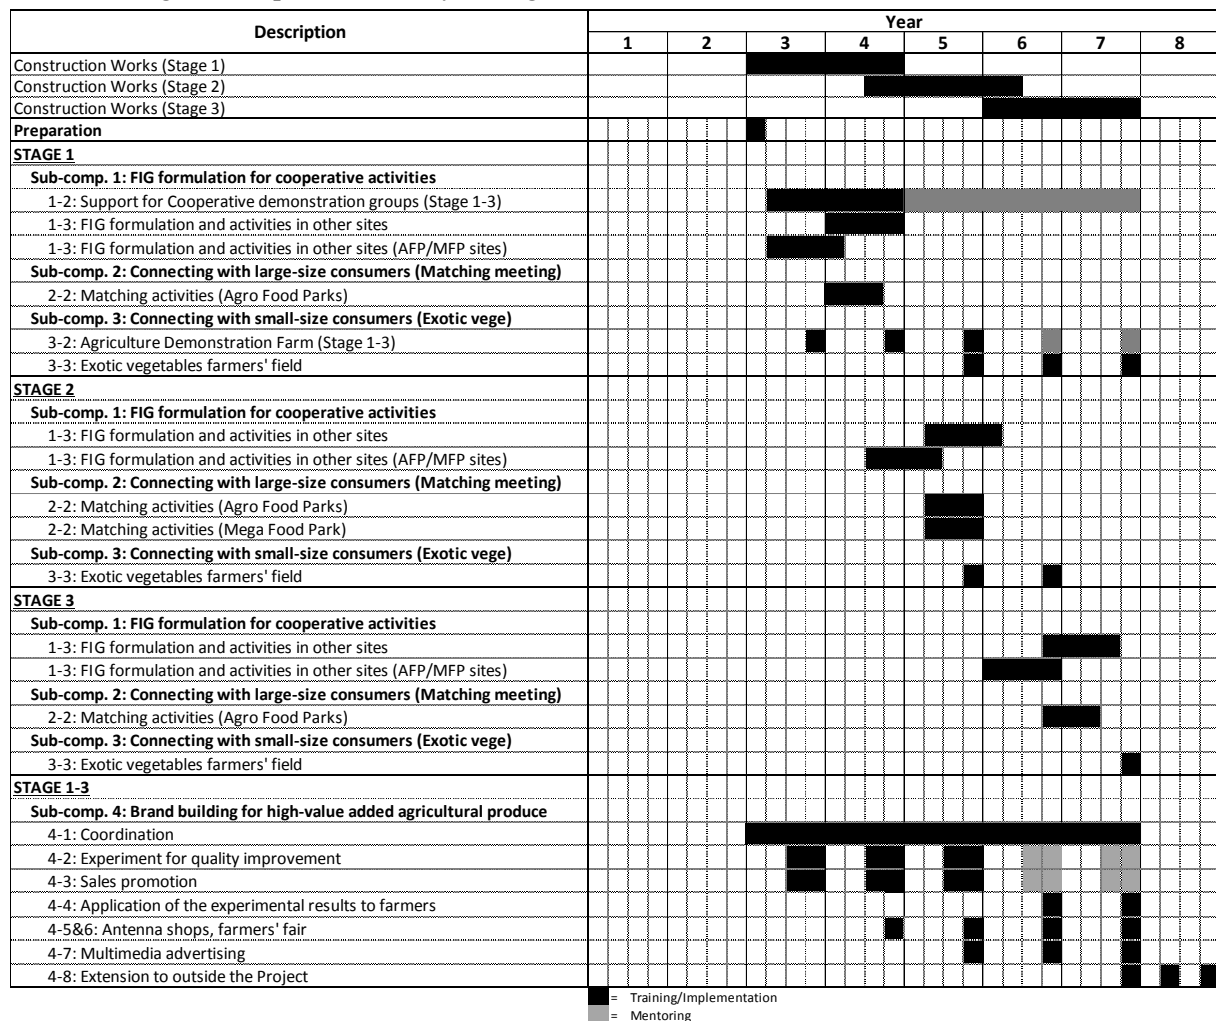 Description
Year
1 2 3 4 5 6 7 8
Construction Works (Stage 1)
Construction Works (Stage 2)
Construction Works (Stage 3)
Preparation
STAGE 1
Sub-comp. 1: FIG formulation for cooperative activities
1-2: Support for Cooperative demonstration groups (Stage 1-3)
1-3: FIG formulation and activities in other sites
1-3: FIG formulation and activities in other sites (AFP/MFP sites)
Sub-comp. 2: Connecting with large-size consumers (Matching meeting)
2-2: Matching activities (Agro Food Parks)
Sub-comp. 3: Connecting with small-size consumers (Exotic vege)
3-2: Agriculture Demonstration Farm (Stage 1-3)
3-3: Exotic vegetables farmers' field
STAGE 2
Sub-comp. 1: FIG formulation for cooperative activities
1-3: FIG formulation and activities in other sites
1-3: FIG formulation and activities in other sites (AFP/MFP sites)
Sub-comp. 2: Connecting with large-size consumers (Matching meeting)
2-2: Matching activities (Agro Food Parks)
2-2: Matching activities (Mega Food Park)
Sub-comp. 3: Connecting with small-size consumers (Exotic vege)
3-3: Exotic vegetables farmers' field
STAGE 3
Sub-comp. 1: FIG formulation for cooperative activities
1-3: FIG formulation and activities in other sites
1-3: FIG formulation and activities in other sites (AFP/MFP sites)
Sub-comp. 2: Connecting with large-size consumers (Matching meeting)
2-2: Matching activities (Agro Food Parks)
Sub-comp. 3: Connecting with small-size consumers (Exotic vege)
3-3: Exotic vegetables farmers' field
STAGE 1-3
Sub-comp. 4: Brand building for high-value added agricultural produce
4-1: Coordination
4-2: Experiment for quality improvement
4-3: Sales promotion
4-4: Application of the experimental results to farmers
4-5&6: Antenna shops, farmers' fair
4-7: Multimedia advertising
4-8: Extension to outside the Project
= Training/Implementation
= Mentoring